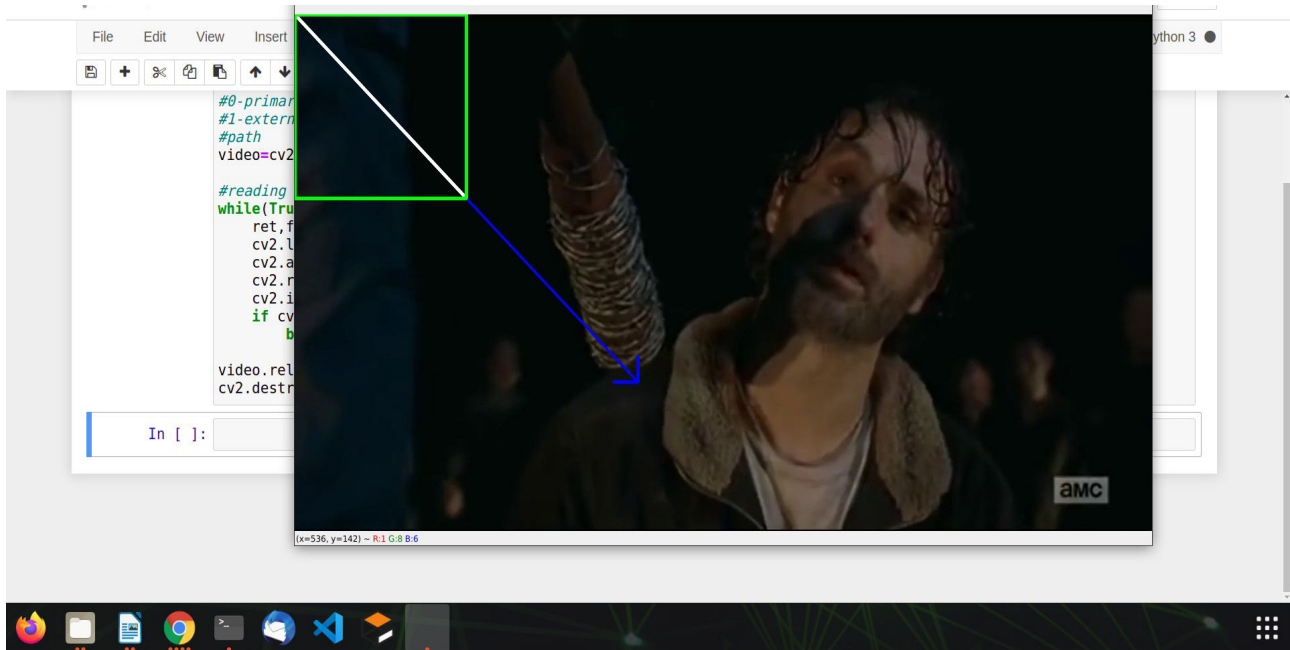 File Edit View Insert
ython 3
#0-primar
#1-extern
#path
video=cv2
#reading
while(Tru
ret,f
cv2.l
cv2.a
cv2.r
cv2.i
if cv
b
video.rel
cv2.destr
In [ ]:
aMC
(x=536, y=142) ~ R:1 G:8 B:6
>_